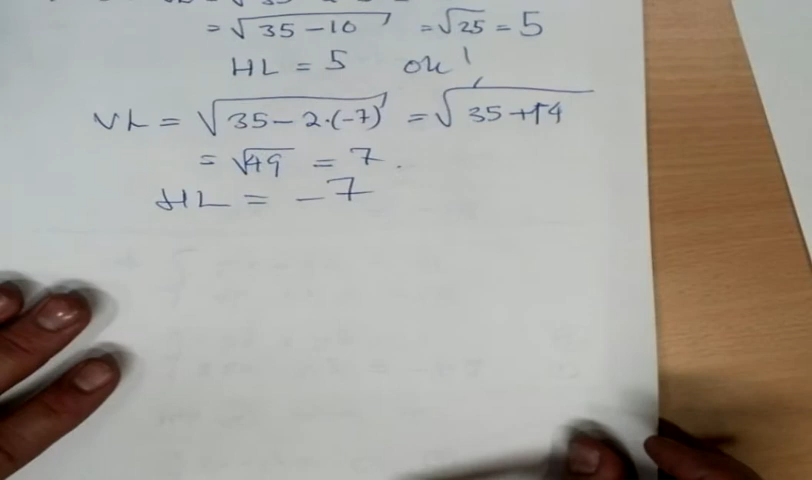 = √35 − 10 = √25 = 5
HL = 5 ok!
VL = √35 − 2·(−7) = √35 + 14
= √49 = 7.
HL = −7